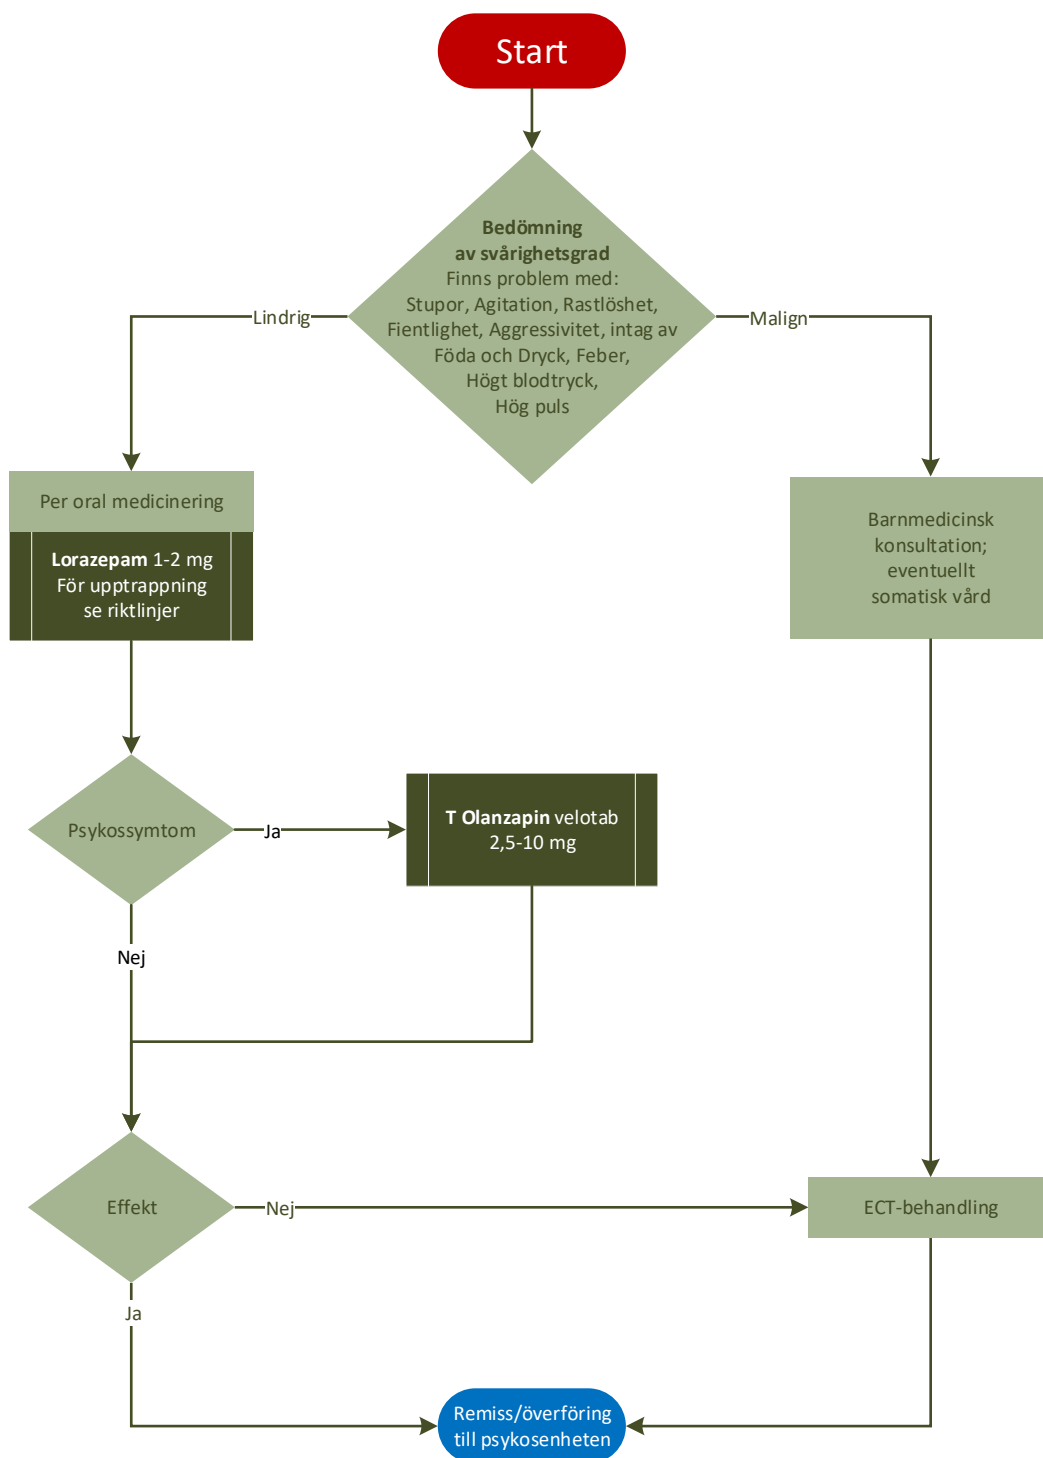 Start
Bedömning
av svårighetsgrad
Finns problem med:
Stupor, Agitation, Rastlöshet,
Fientlighet, Aggressivitet, intag av
Föda och Dryck, Feber,
Högt blodtryck,
Hög puls
Lindrig
Malign
Per oral medicinering
Lorazepam 1-2 mg
För upptrappning
se riktlinjer
Barnmedicinsk
konsultation;
eventuellt
somatisk vård
Psykossymtom
Ja
T Olanzapin velotab
2,5-10 mg
Nej
Effekt
Nej
ECT-behandling
Ja
Remiss/överföring
till psykosenheten